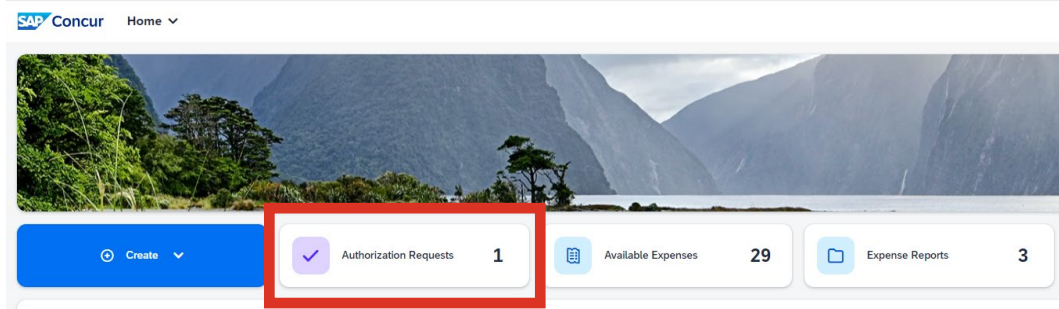 SAP Concur Home
Create Authorization Requests 1 Available Expenses 29 Expense Reports 3